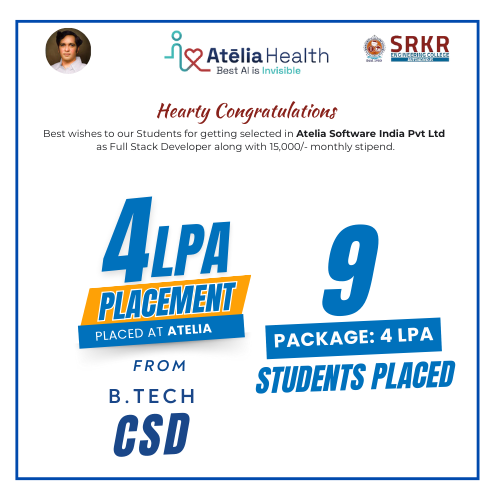 Atēlia Health
Best AI is Invisible
SRKR
ENGINEERING COLLEGE
AUTONOMOUS
Hearty Congratulations
Best wishes to our Students for getting selected in Atelia Software India Pvt Ltd
as Full Stack Developer along with 15,000/- monthly stipend.
4LPA
PLACEMENT
PLACED AT ATELIA
FROM
B.TECH
CSD
9
PACKAGE: 4 LPA
STUDENTS PLACED